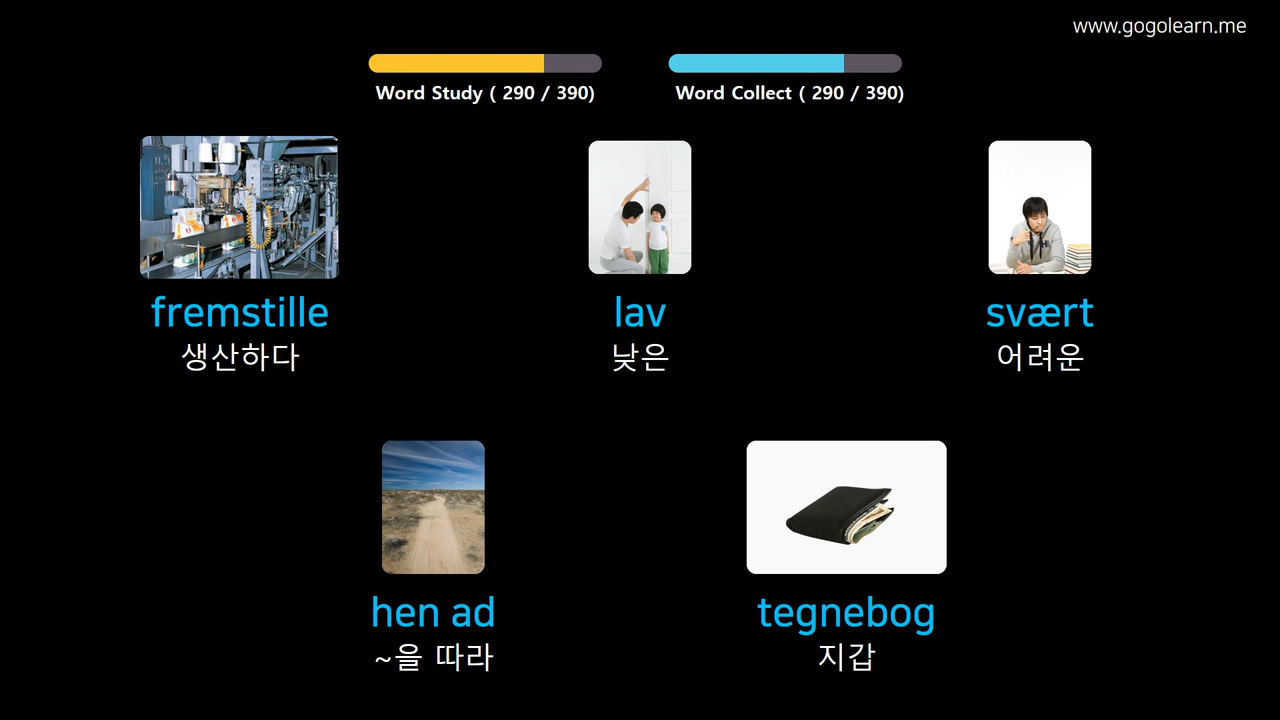 www.gogolearn.me
Word Study ( 290 / 390)
Word Collect ( 290 / 390)
fremstille
생산하다
lav
낮은
svært
어려운
hen ad
~을 따라
tegnebog
지갑